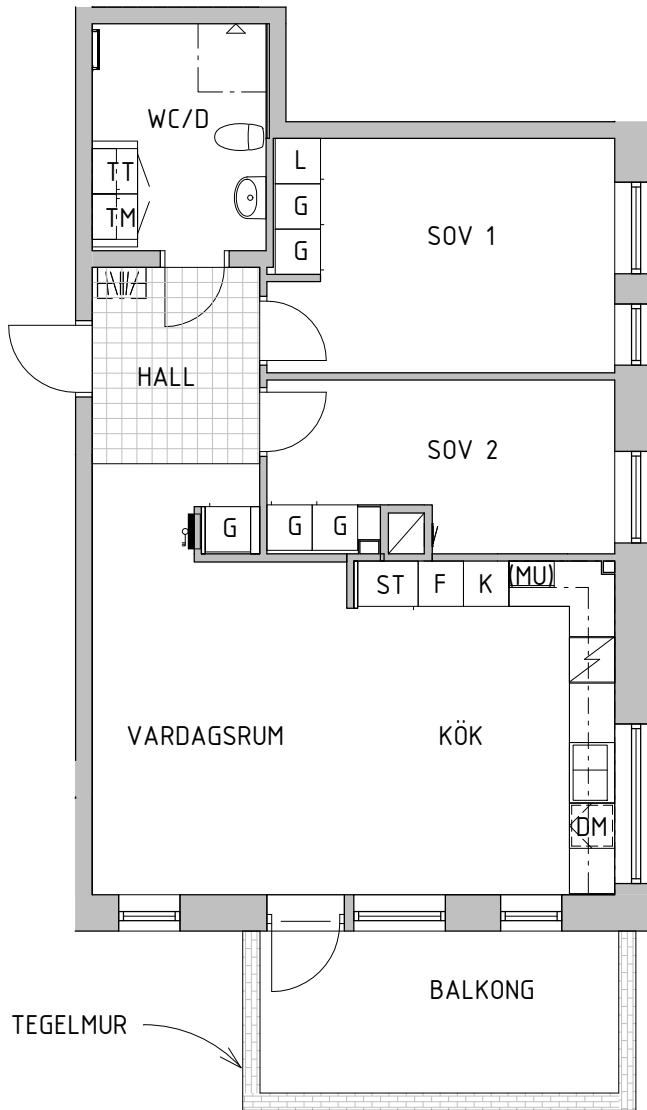 WC/D
TT
TM
L
G
G
SOV 1
HALL
SOV 2
G
G
G
ST
F
K
(MU)
VARDAGSRUM
KÖK
DM
BALKONG
TEGELMUR